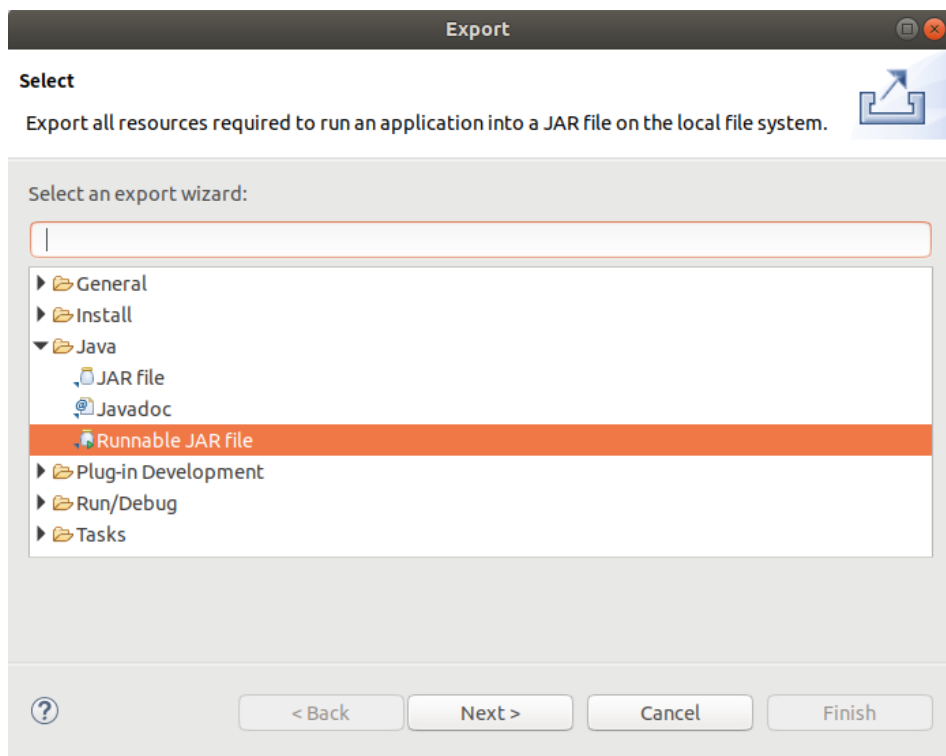 Export
Select
Export all resources required to run an application into a JAR file on the local file system.
Select an export wizard:
General
Install
Java
JAR file
@ Javadoc
Runnable JAR file
Plug-in Development
Run/Debug
Tasks
? < Back Next > Cancel Finish